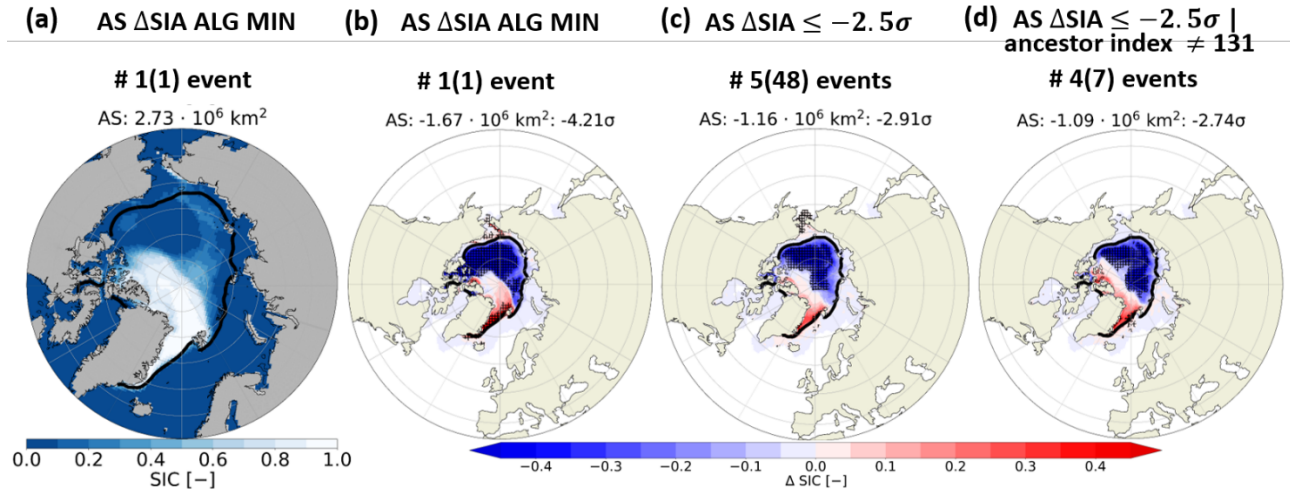 (a) AS ΔSIA ALG MIN
(b) AS ΔSIA ALG MIN
(c) AS ΔSIA ≤ −2.5σ
(d) AS ΔSIA ≤ −2.5σ |
ancestor index ≠ 131
# 1(1) event
# 1(1) event
# 5(48) events
# 4(7) events
AS: 2.73 · 10⁶ km²
AS: -1.67 · 10⁶ km²: -4.21σ
AS: -1.16 · 10⁶ km²: -2.91σ
AS: -1.09 · 10⁶ km²: -2.74σ
0.0 0.2 0.4 0.6 0.8 1.0
SIC [−]
−0.4 −0.3 −0.2 −0.1 0.0 0.1 0.2 0.3 0.4
Δ SIC [−]